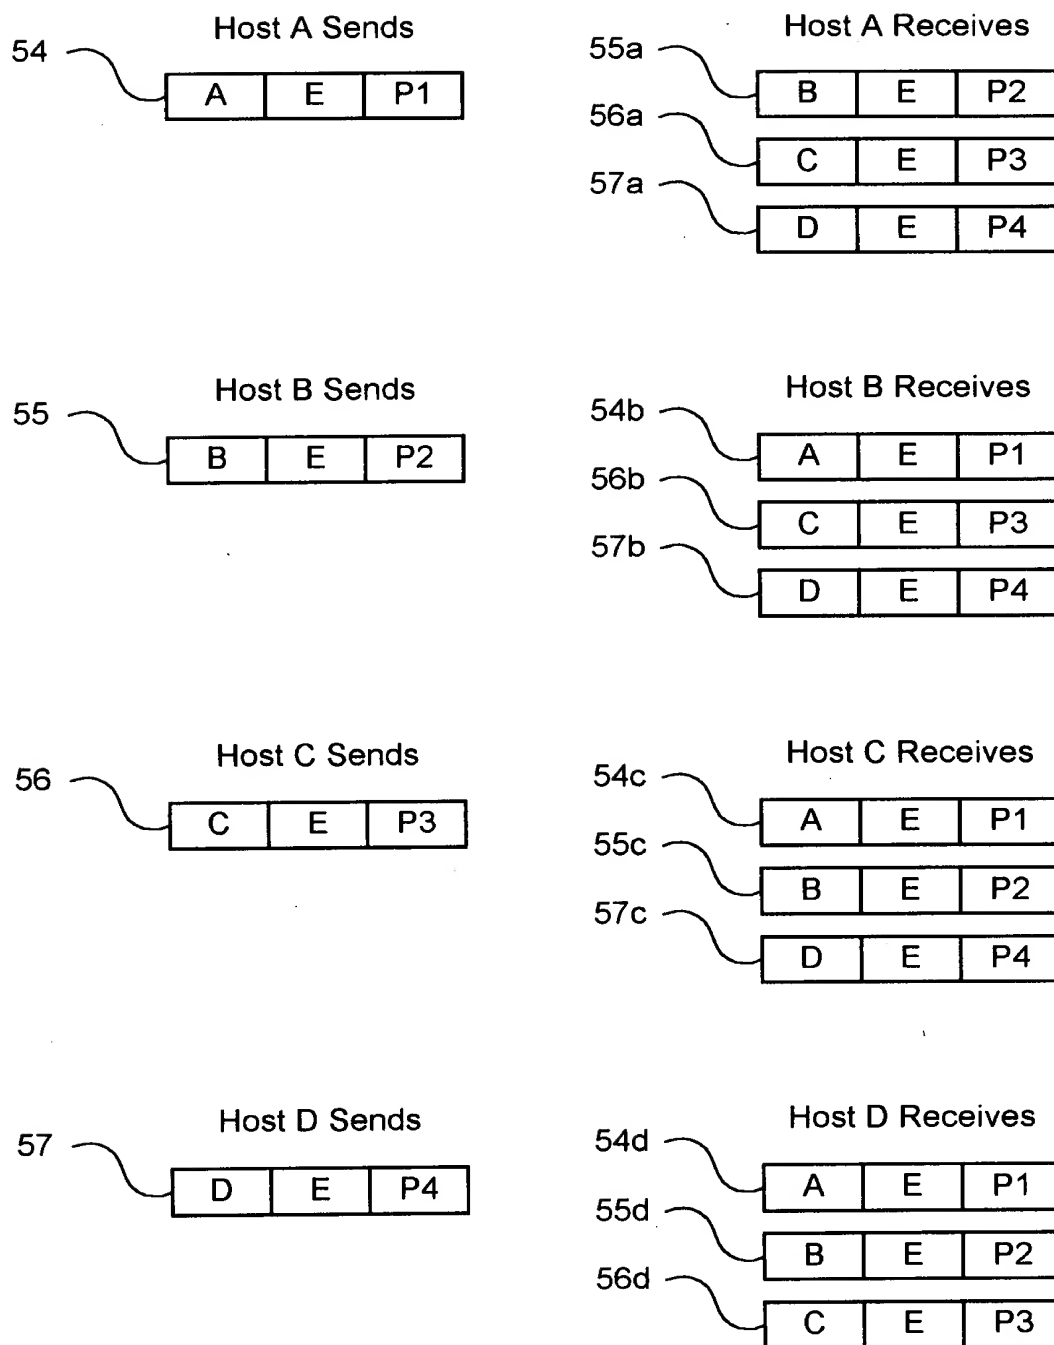 Host A Sends
54
A E P1
Host A Receives
55a
B E P2
56a
C E P3
57a
D E P4
Host B Sends
55
B E P2
Host B Receives
54b
A E P1
56b
C E P3
57b
D E P4
Host C Sends
56
C E P3
Host C Receives
54c
A E P1
55c
B E P2
57c
D E P4
Host D Sends
57
D E P4
Host D Receives
54d
A E P1
55d
B E P2
56d
C E P3